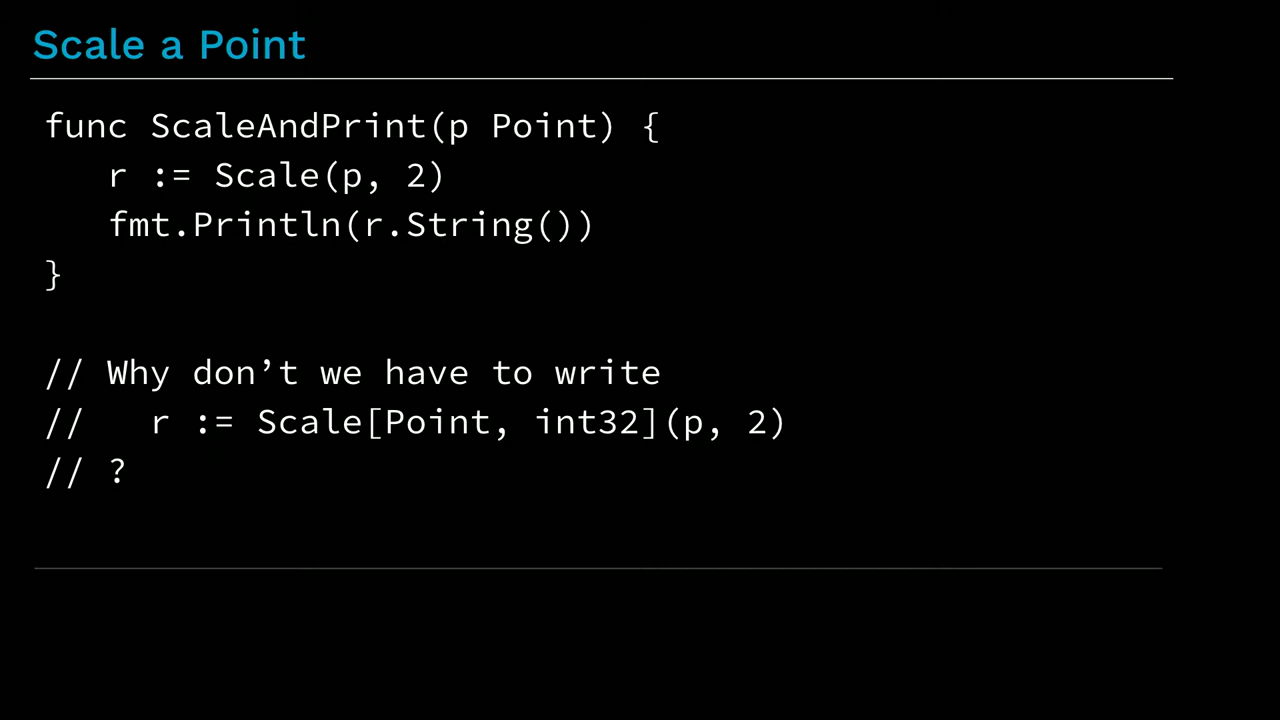 Scale a Point
func ScaleAndPrint(p Point) {
   r := Scale(p, 2)
   fmt.Println(r.String())
}
// Why don’t we have to write
//   r := Scale[Point, int32](p, 2)
// ?